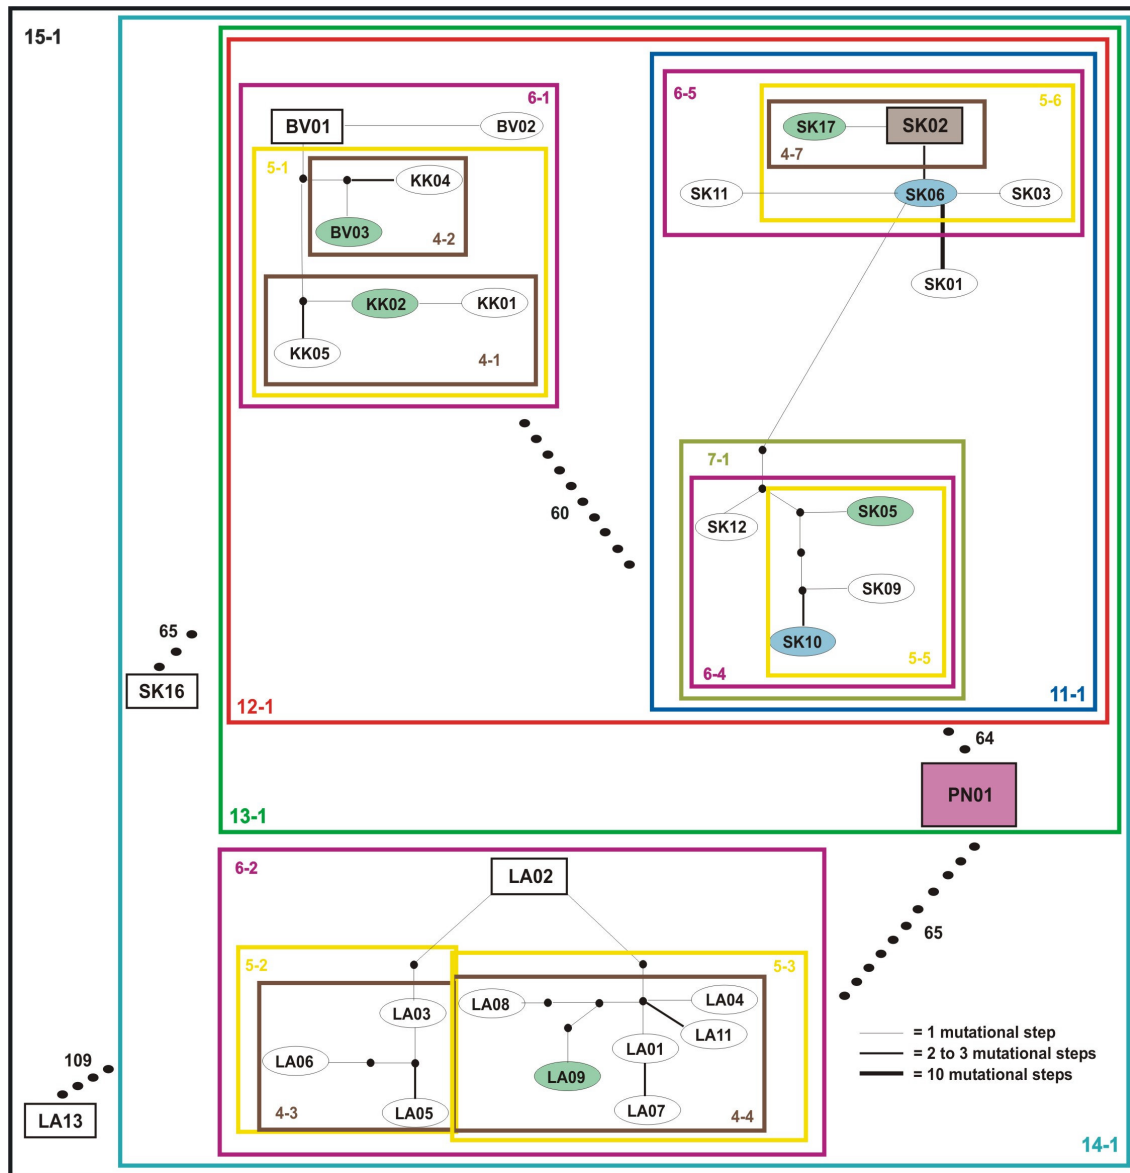 15-1
6-1
BV01
BV02
5-1
KK04
BV03
4-2
KK02
KK01
KK05
4-1
6-5
5-6
SK17
SK02
4-7
SK11
SK06
SK03
SK01
60
7-1
SK12
SK05
SK09
SK10
5-5
6-4
11-1
12-1
65
SK16
64
PN01
13-1
6-2
LA02
65
5-2
5-3
LA03
LA08
LA04
LA11
LA06
LA01
LA09
LA05
LA07
4-3
4-4
= 1 mutational step
= 2 to 3 mutational steps
= 10 mutational steps
109
LA13
14-1